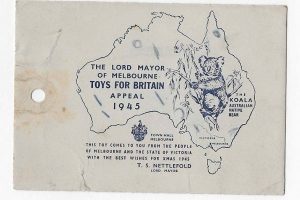 THE LORD MAYOR
OF MELBOURNE
TOYS FOR BRITAIN
APPEAL
1945
THE
KOALA
AUSTRALIAN
NATIVE
BEAR
TOWN HALL
MELBOURNE
VICTORIA
MELBOURNE
THIS TOY COMES TO YOU FROM THE PEOPLE
OF MELBOURNE AND THE STATE OF VICTORIA
WITH THE BEST WISHES FOR XMAS 1945
T. S. NETTLEFOLD
LORD MAYOR